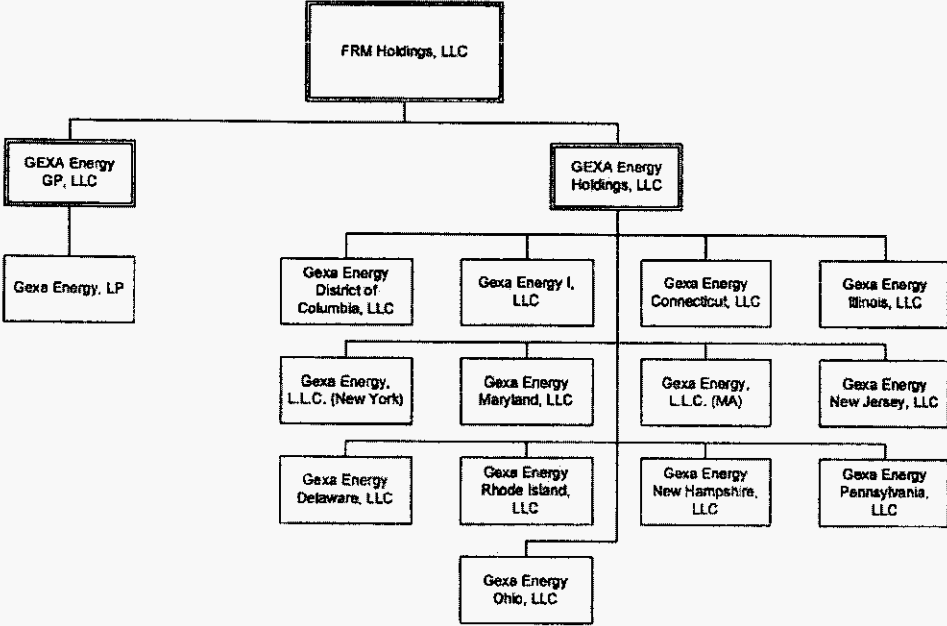 FRM Holdings, LLC
GEXA Energy
GP, LLC
GEXA Energy
Holdings, LLC
Gexa Energy, LP
Gexa Energy
District of
Columbia, LLC
Gexa Energy I,
LLC
Gexa Energy
Connecticut, LLC
Gexa Energy
Illinois, LLC
Gexa Energy,
L.L.C. (New York)
Gexa Energy
Maryland, LLC
Gexa Energy,
L.L.C. (MA)
Gexa Energy
New Jersey, LLC
Gexa Energy
Delaware, LLC
Gexa Energy
Rhode Island,
LLC
Gexa Energy
New Hampshire,
LLC
Gexa Energy
Pennsylvania,
LLC
Gexa Energy
Ohio, LLC